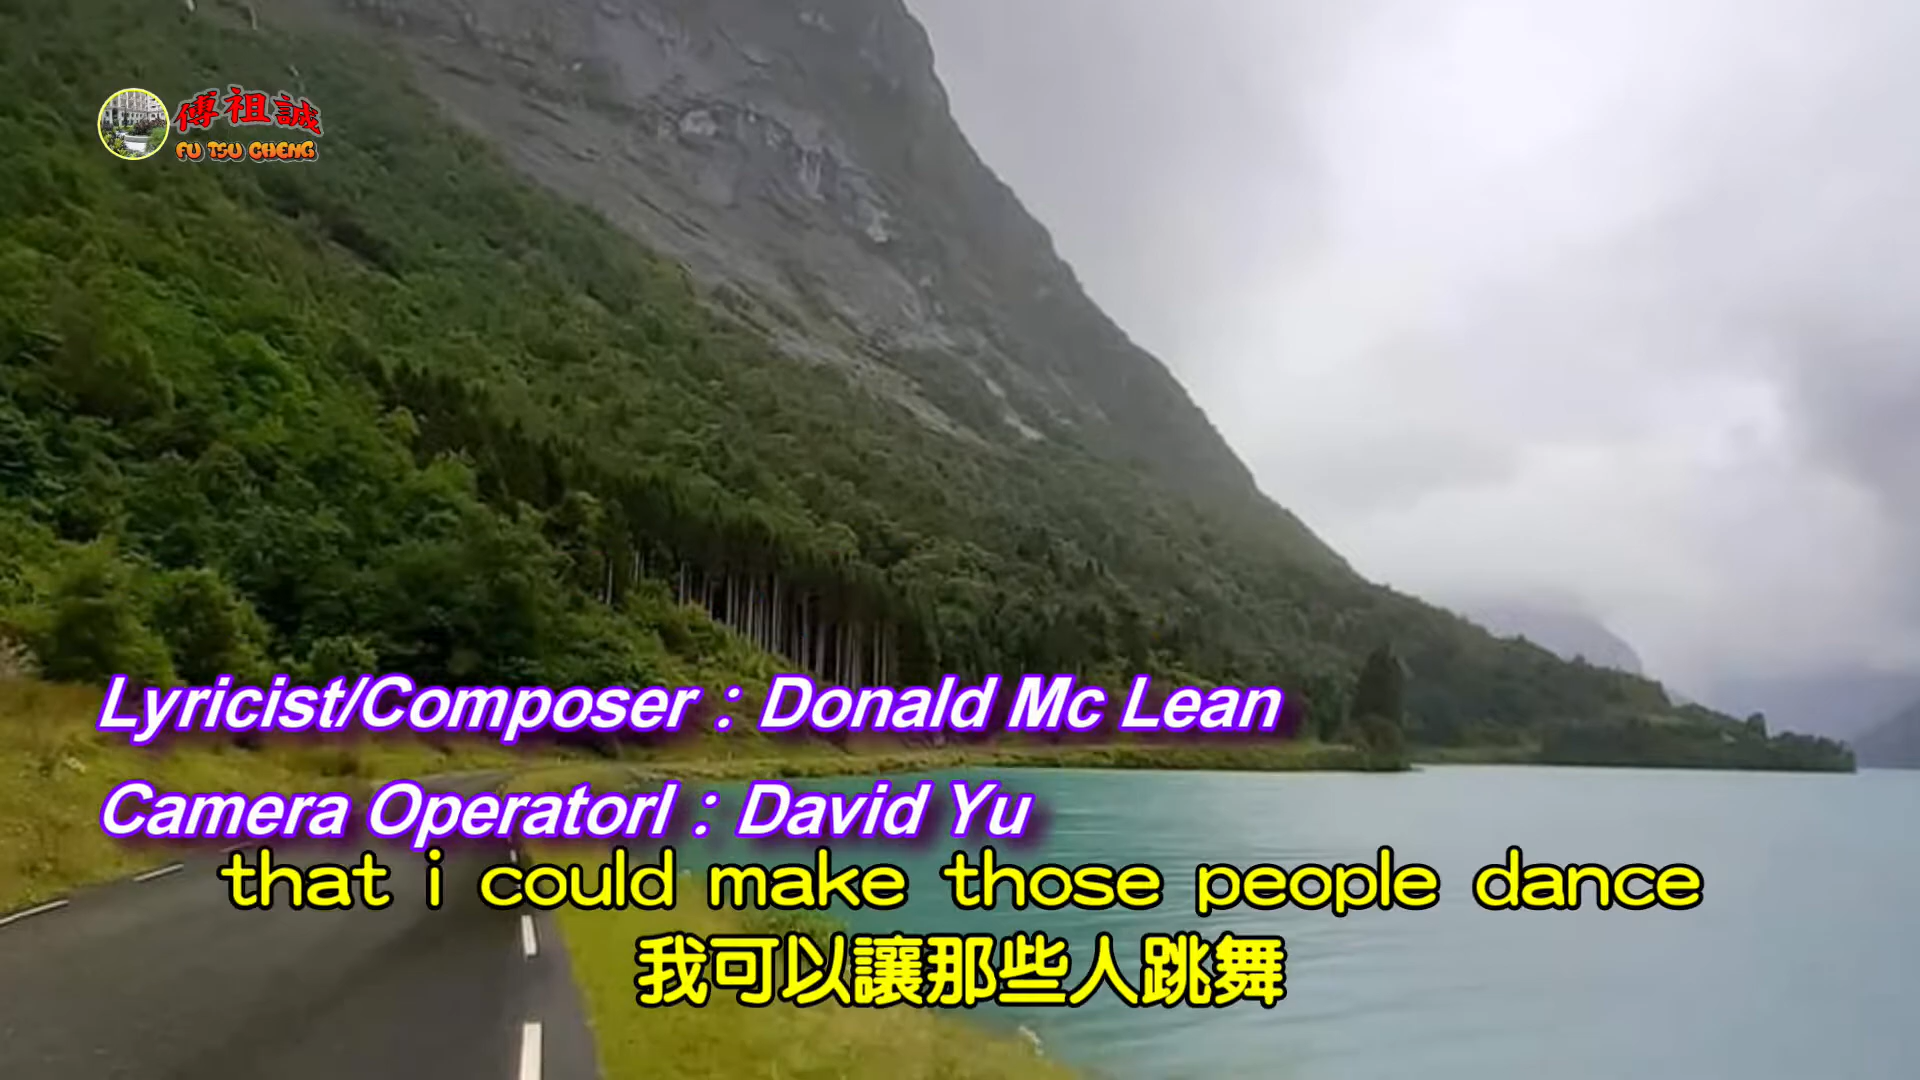 傅祖誠
FU TSU CHENG
Lyricist/Composer：Donald Mc Lean
Camera Operatorl：David Yu
that i could make those people dance
我可以讓那些人跳舞